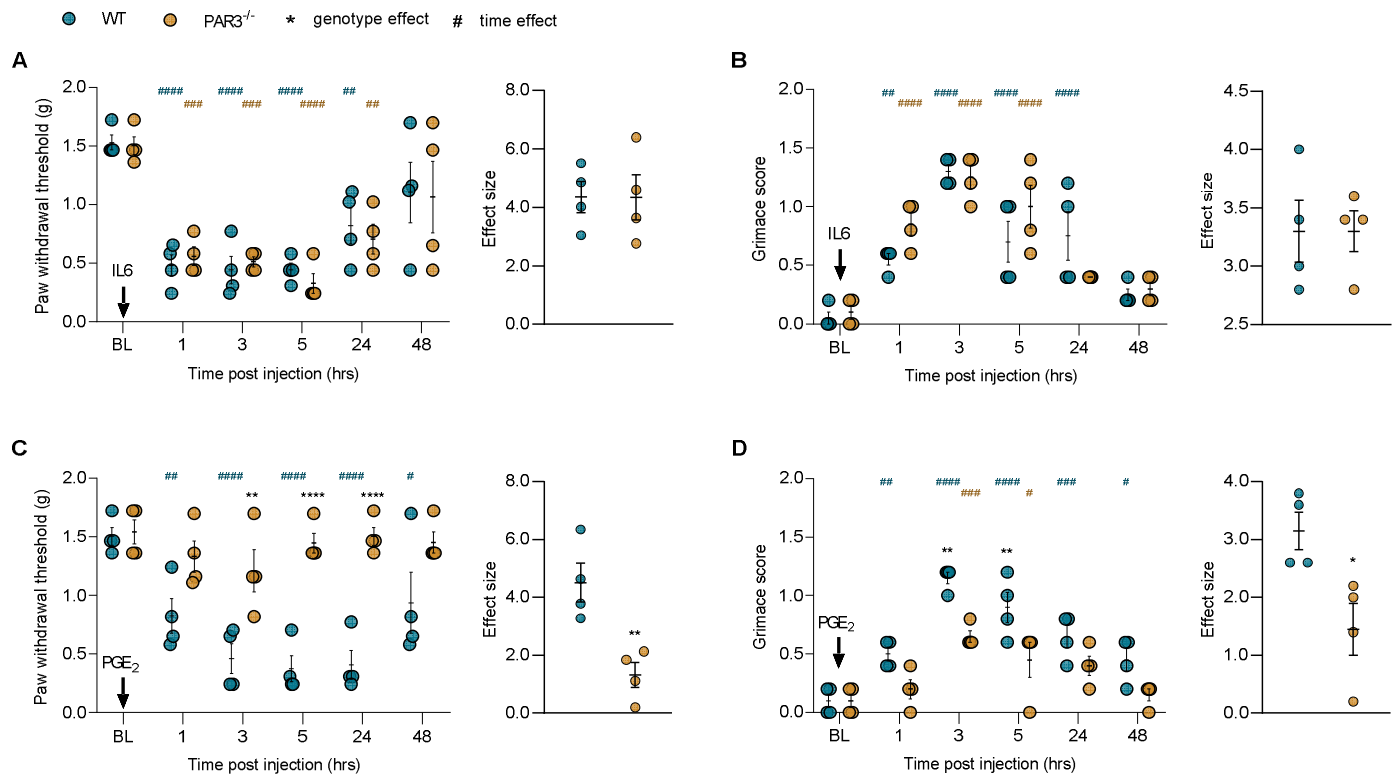 WT PAR3-/- * genotype effect # time effect
A
2.0
1.5
1.0
0.5
0.0
Paw withdrawal threshold (g)
#### #### #### ##
### ### #### ##
IL6
BL 1 3 5 24 48
Time post injection (hrs)
8.0
6.0
4.0
2.0
0.0
Effect size
B
2.0
1.5
1.0
0.5
0.0
Grimace score
## #### #### ####
#### #### ####
IL6
BL 1 3 5 24 48
Time post injection (hrs)
4.5
4.0
3.5
3.0
2.5
Effect size
C
2.0
1.5
1.0
0.5
0.0
Paw withdrawal threshold (g)
## #### #### #### #
** **** ****
PGE2
BL 1 3 5 24 48
Time post injection (hrs)
8.0
6.0
4.0
2.0
0.0
Effect size
**
D
2.0
1.5
1.0
0.5
0.0
Grimace score
## #### #### ### #
### #
** **
PGE2
BL 1 3 5 24 48
Time post injection (hrs)
4.0
3.0
2.0
1.0
0.0
Effect size
*